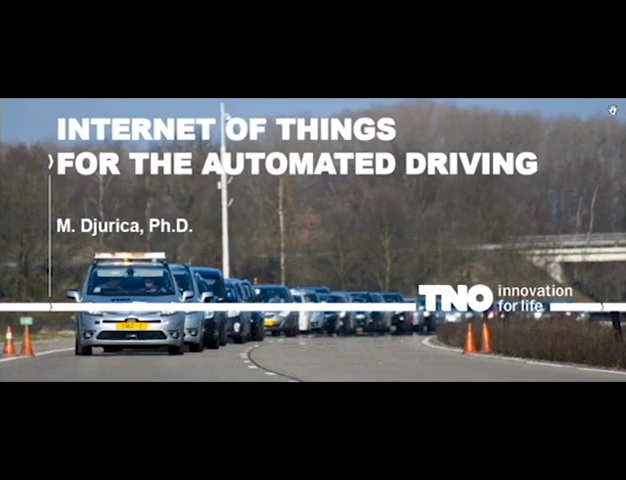 INTERNET OF THINGS
FOR THE AUTOMATED DRIVING
M. Djurica, Ph.D.
TNO innovation
for life